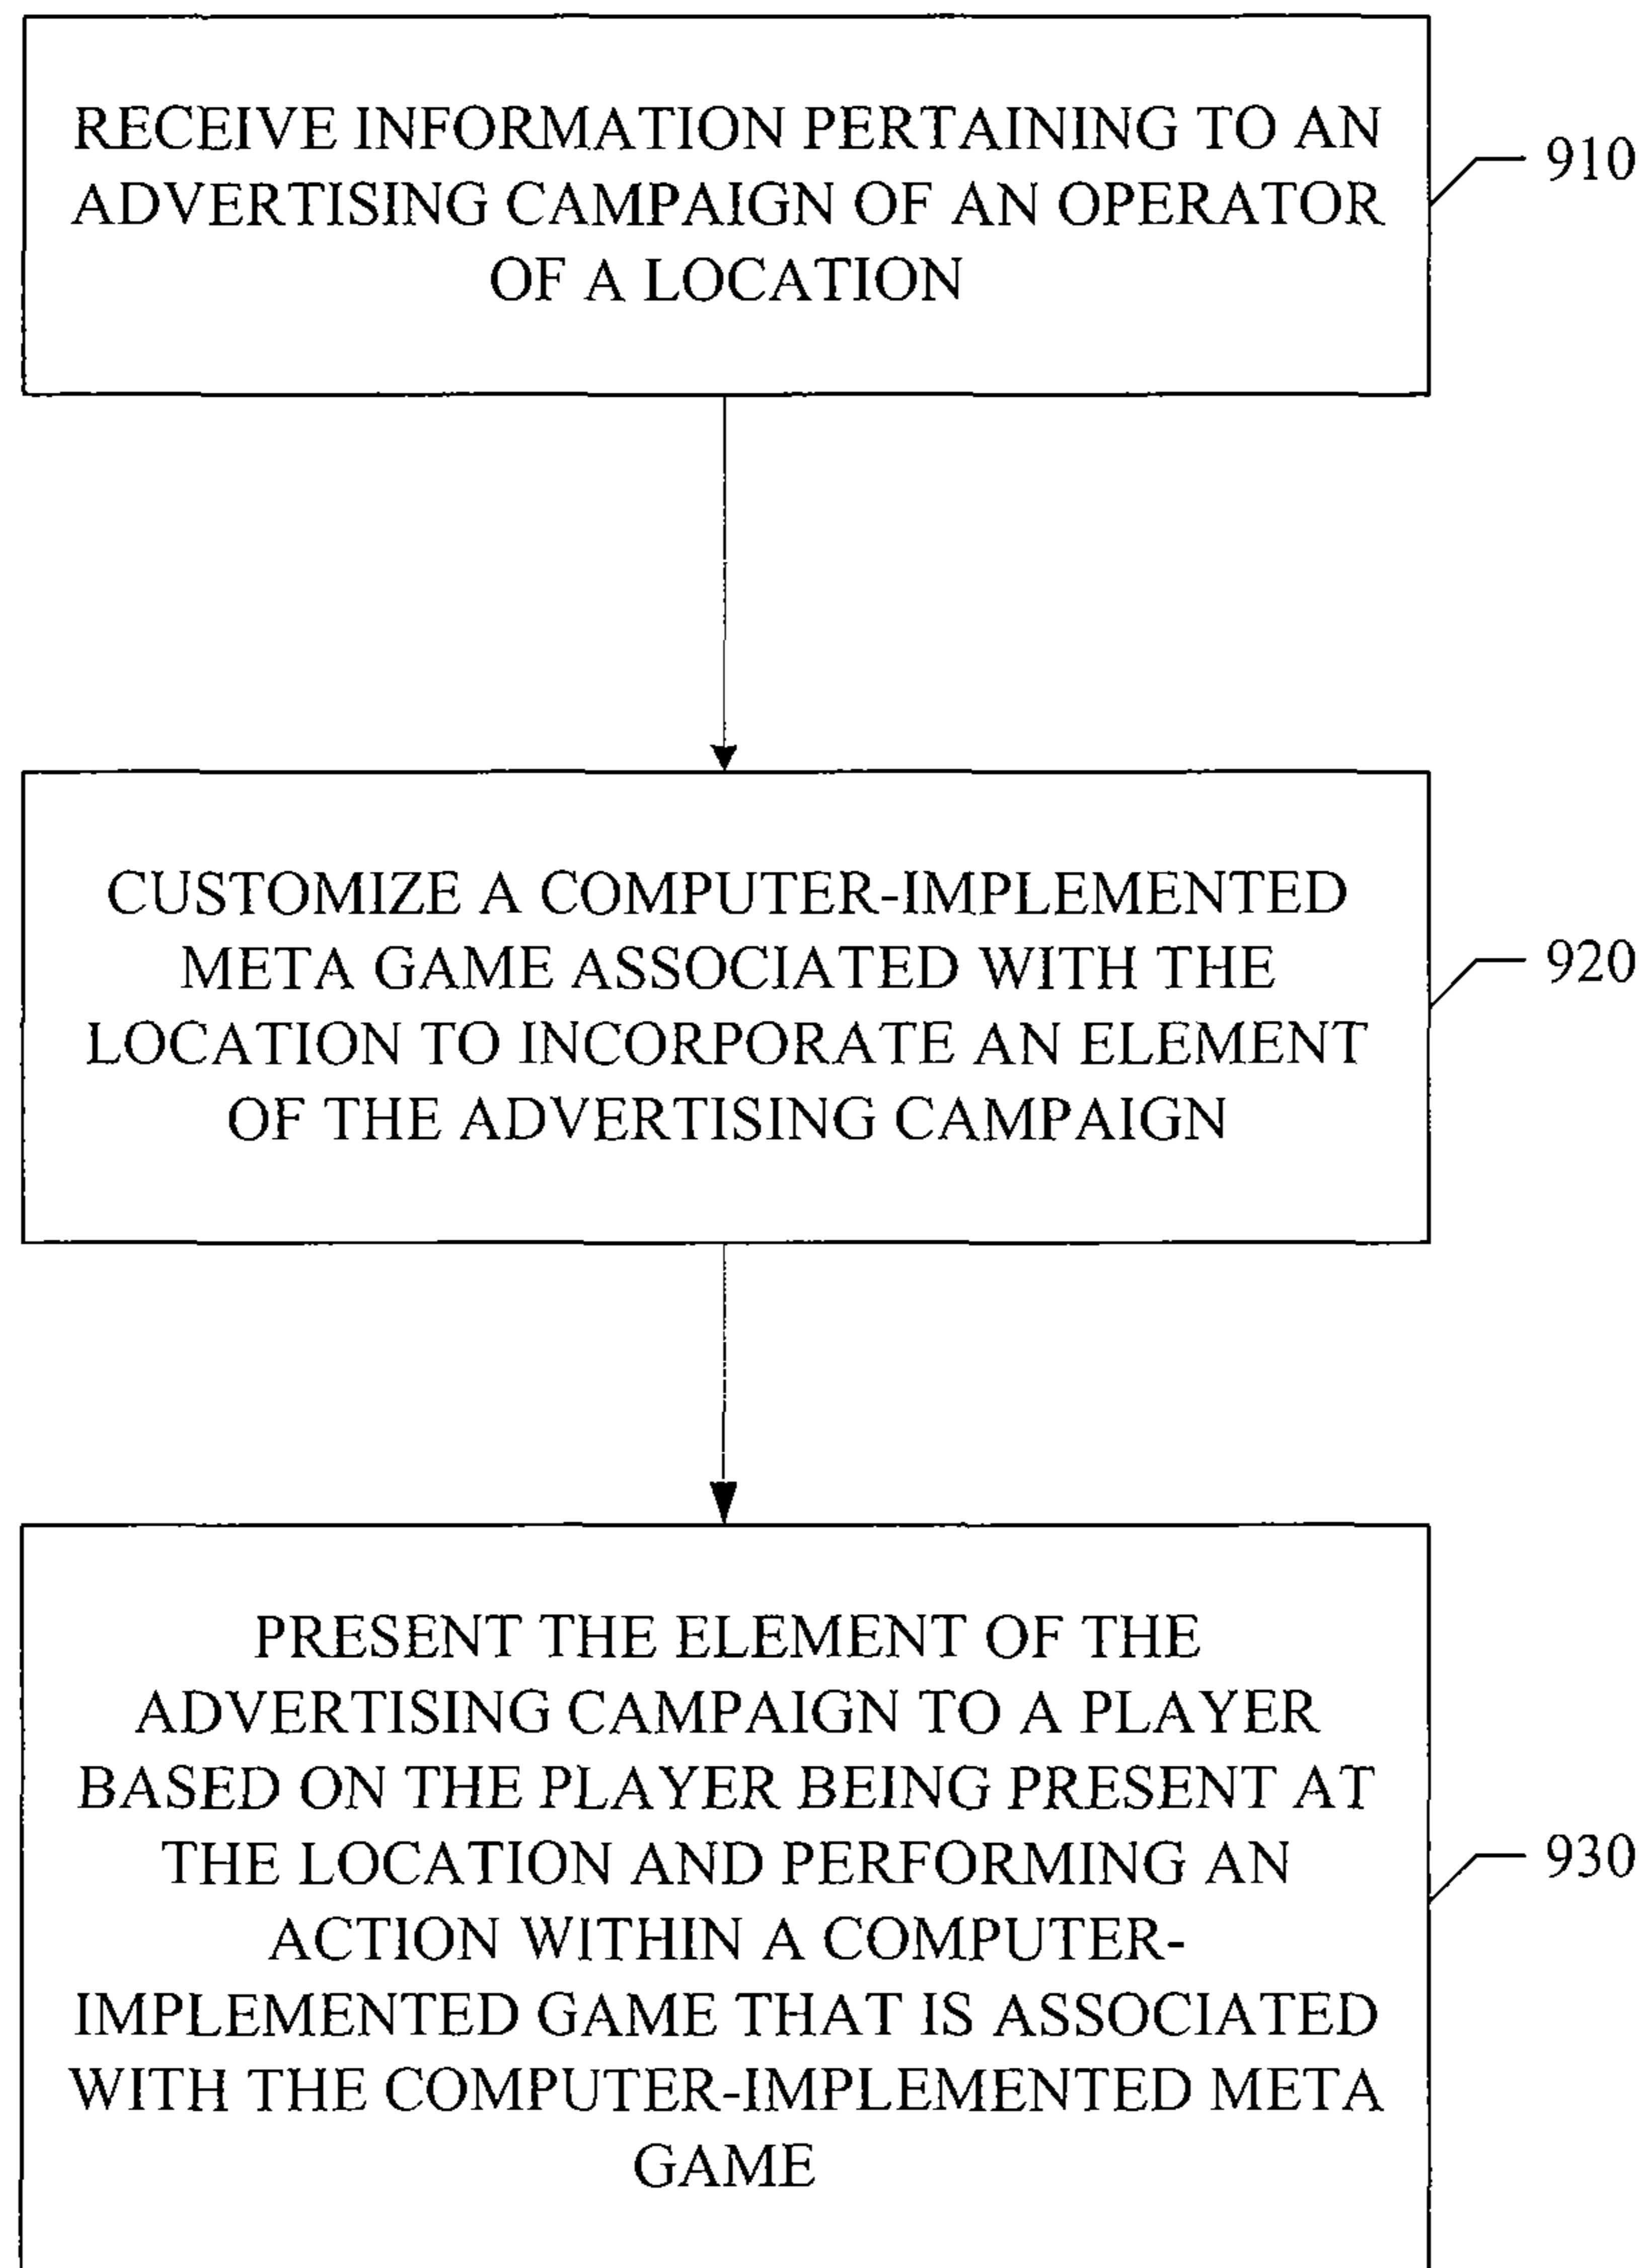 RECEIVE INFORMATION PERTAINING TO AN
ADVERTISING CAMPAIGN OF AN OPERATOR
OF A LOCATION
910
CUSTOMIZE A COMPUTER-IMPLEMENTED
META GAME ASSOCIATED WITH THE
LOCATION TO INCORPORATE AN ELEMENT
OF THE ADVERTISING CAMPAIGN
920
PRESENT THE ELEMENT OF THE
ADVERTISING CAMPAIGN TO A PLAYER
BASED ON THE PLAYER BEING PRESENT AT
THE LOCATION AND PERFORMING AN
ACTION WITHIN A COMPUTER-
IMPLEMENTED GAME THAT IS ASSOCIATED
WITH THE COMPUTER-IMPLEMENTED META
GAME
930